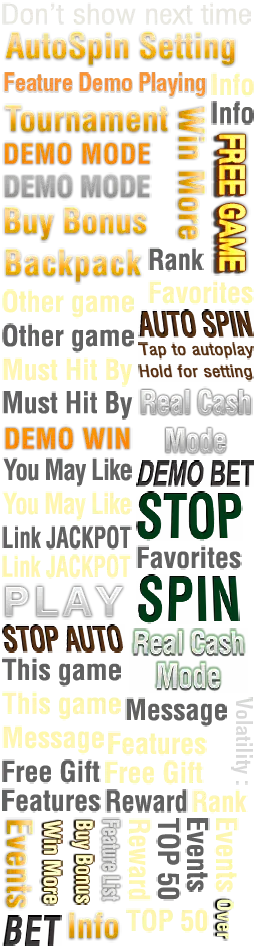 Don't show next time
AutoSpin Setting
Feature Demo Playing
Info
Tournament
Win More
Info
DEMO MODE
FREE GAME
DEMO MODE
Buy Bonus
Backpack
Rank
Other game
Favorites
Other game
AUTO SPIN
Tap to autoplay
Hold for setting
Must Hit By
Must Hit By
Real Cash
Mode
DEMO WIN
You May Like
DEMO BET
You May Like
STOP
Link JACKPOT
Favorites
Link JACKPOT
SPIN
PLAY
STOP AUTO
Real Cash
Mode
This game
This game
Message
Volatility :
Message
Features
Free Gift
Free Gift
Features
Reward
Rank
Events
Win More
Buy Bonus
Feature List
Reward
TOP 50
Events
Events
Over
BET
Info
TOP 50